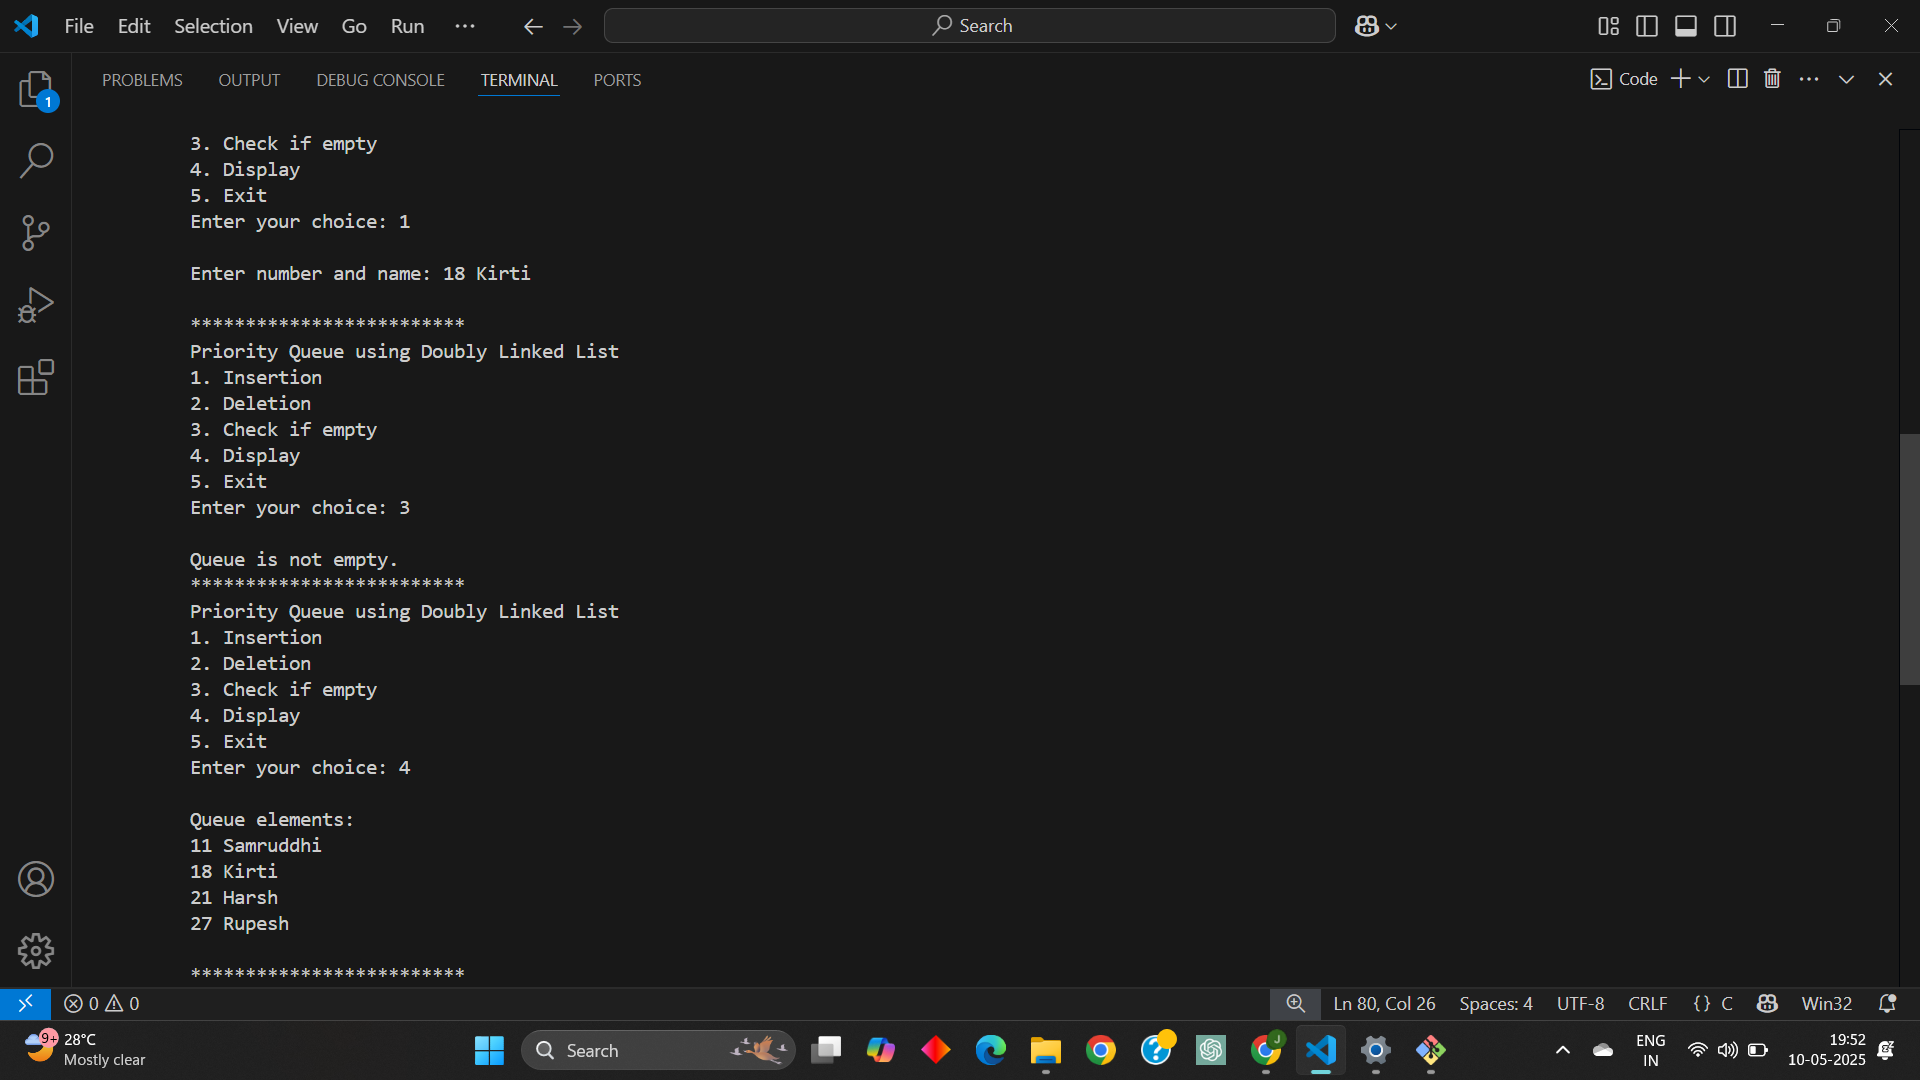 File Edit Selection View Go Run ··· Search
PROBLEMS OUTPUT DEBUG CONSOLE TERMINAL PORTS Code
1
3. Check if empty
4. Display
5. Exit
Enter your choice: 1
Enter number and name: 18 Kirti
*************************
Priority Queue using Doubly Linked List
1. Insertion
2. Deletion
3. Check if empty
4. Display
5. Exit
Enter your choice: 3
Queue is not empty.
*************************
Priority Queue using Doubly Linked List
1. Insertion
2. Deletion
3. Check if empty
4. Display
5. Exit
Enter your choice: 4
Queue elements:
11 Samruddhi
18 Kirti
21 Harsh
27 Rupesh
*************************
0 0 Ln 80, Col 26 Spaces: 4 UTF-8 CRLF {} C Win32
9+ 28°C
Mostly clear
Search
J
ENG
IN
19:52
10-05-2025